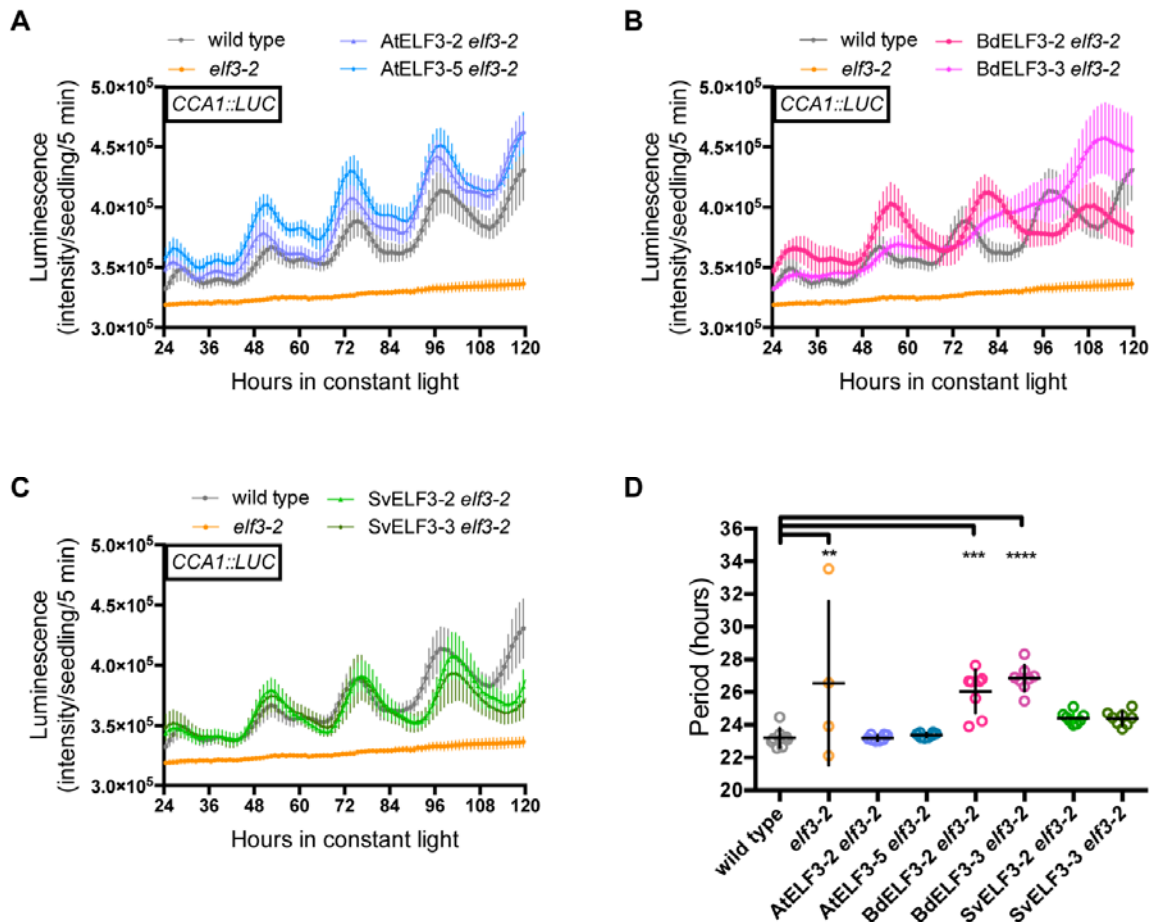 A
wild type
AtELF3-2 elf3-2
elf3-2
AtELF3-5 elf3-2
CCA1::LUC
Luminescence
(intensity/seedling/5 min)
5.0×10⁵
4.5×10⁵
4.0×10⁵
3.5×10⁵
3.0×10⁵
24 36 48 60 72 84 96 108 120
Hours in constant light
B
wild type
BdELF3-2 elf3-2
elf3-2
BdELF3-3 elf3-2
CCA1::LUC
Luminescence
(intensity/seedling/5 min)
5.0×10⁵
4.5×10⁵
4.0×10⁵
3.5×10⁵
3.0×10⁵
24 36 48 60 72 84 96 108 120
Hours in constant light
C
wild type
SvELF3-2 elf3-2
elf3-2
SvELF3-3 elf3-2
CCA1::LUC
Luminescence
(intensity/seedling/5 min)
5.0×10⁵
4.5×10⁵
4.0×10⁵
3.5×10⁵
3.0×10⁵
24 36 48 60 72 84 96 108 120
Hours in constant light
D
Period (hours)
36
34
32
30
28
26
24
22
20
** *** ****
wild type
elf3-2
AtELF3-2 elf3-2
AtELF3-5 elf3-2
BdELF3-2 elf3-2
BdELF3-3 elf3-2
SvELF3-2 elf3-2
SvELF3-3 elf3-2